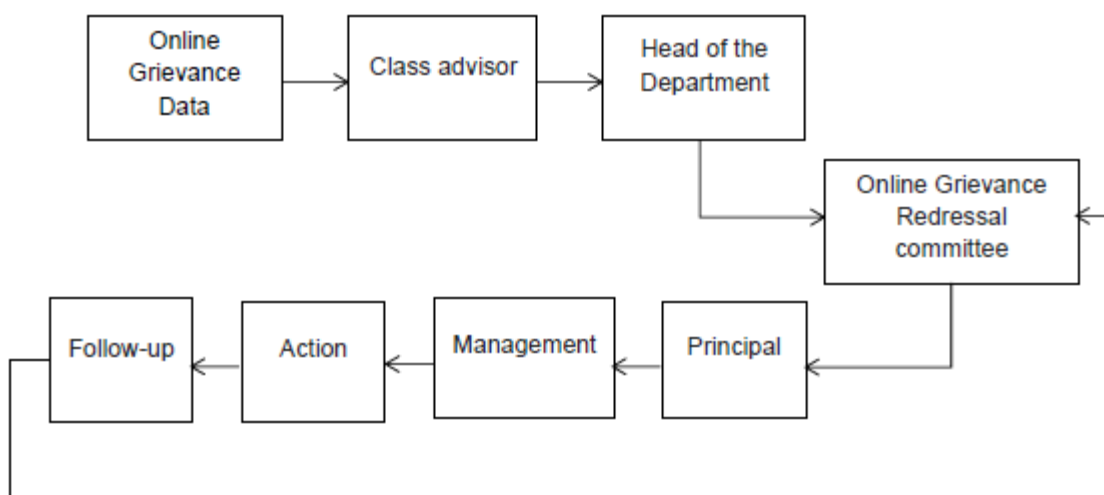 Online
Grievance
Data
Class advisor
Head of the
Department
Online Grievance
Redressal
committee
Follow-up
Action
Management
Principal